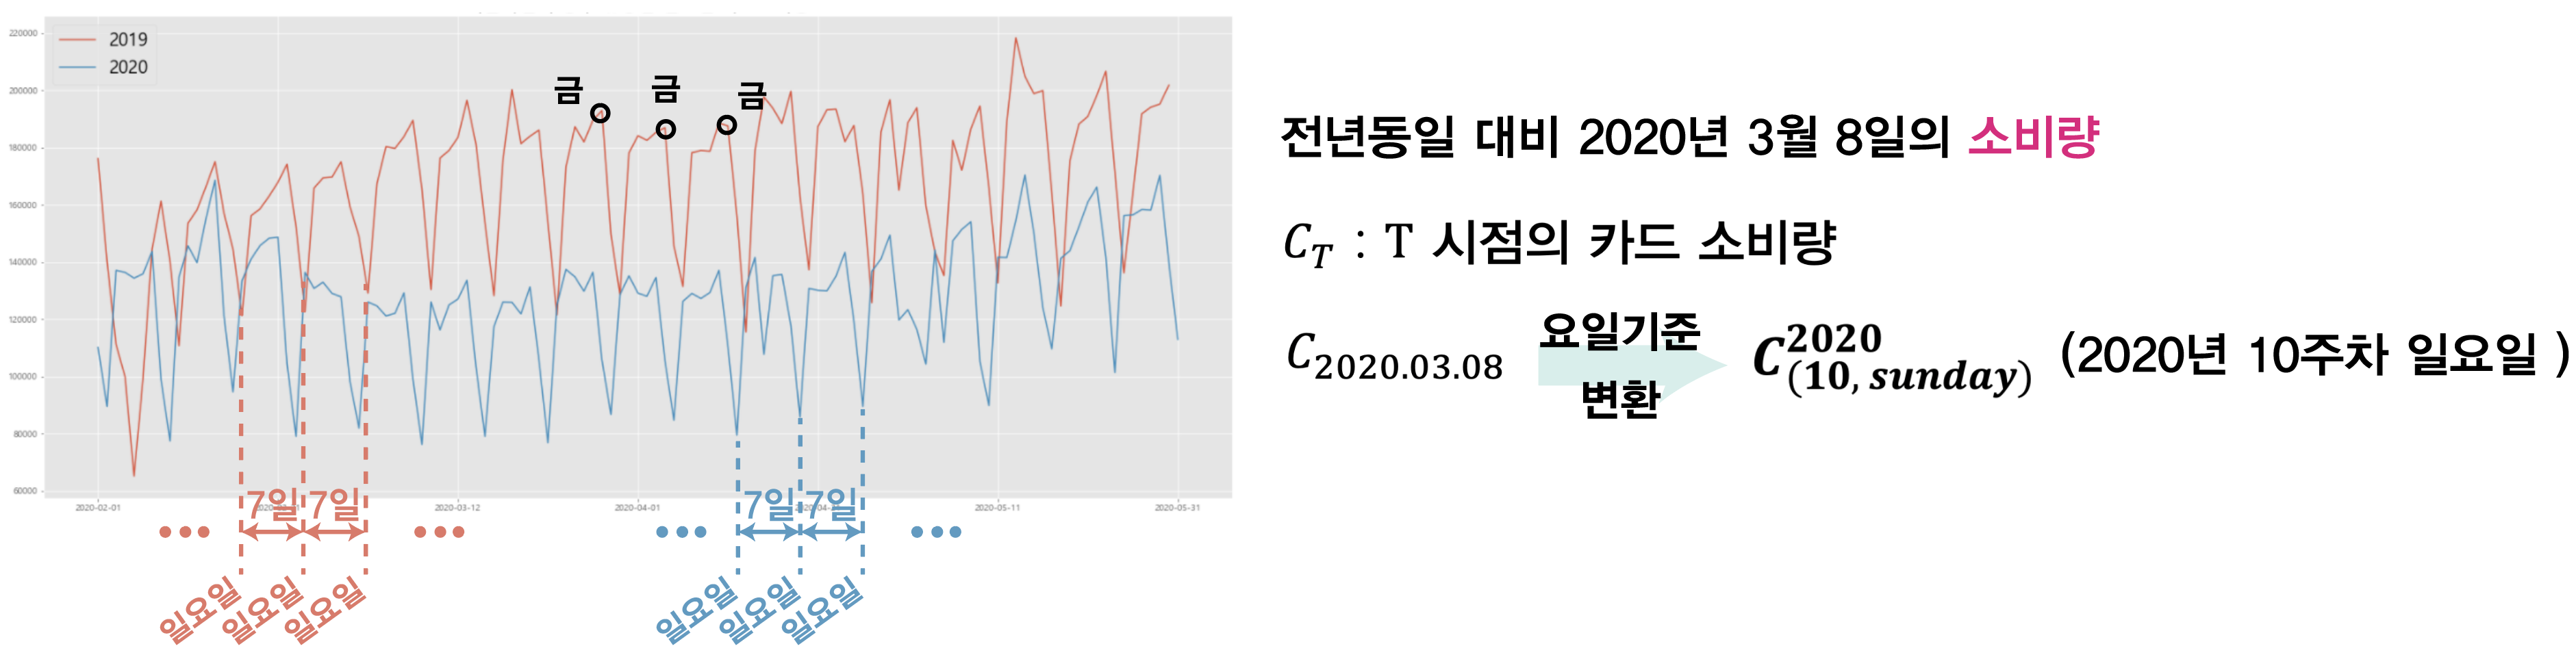 2019
2020
220000
200000
180000
160000
140000
120000
100000
80000
60000
금 금 금
2020-02-01
2020-03-12
2020-04-01
2020-05-11
2020-05-31
7일 7일
7일 7일
일요일 일요일 일요일
일요일 일요일 일요일
전년동일 대비 2020년 3월 8일의 소비량
C_T : T 시점의 카드 소비량
C_2020.03.08 요일기준 변환 C^2020_(10, sunday) (2020년 10주차 일요일 )